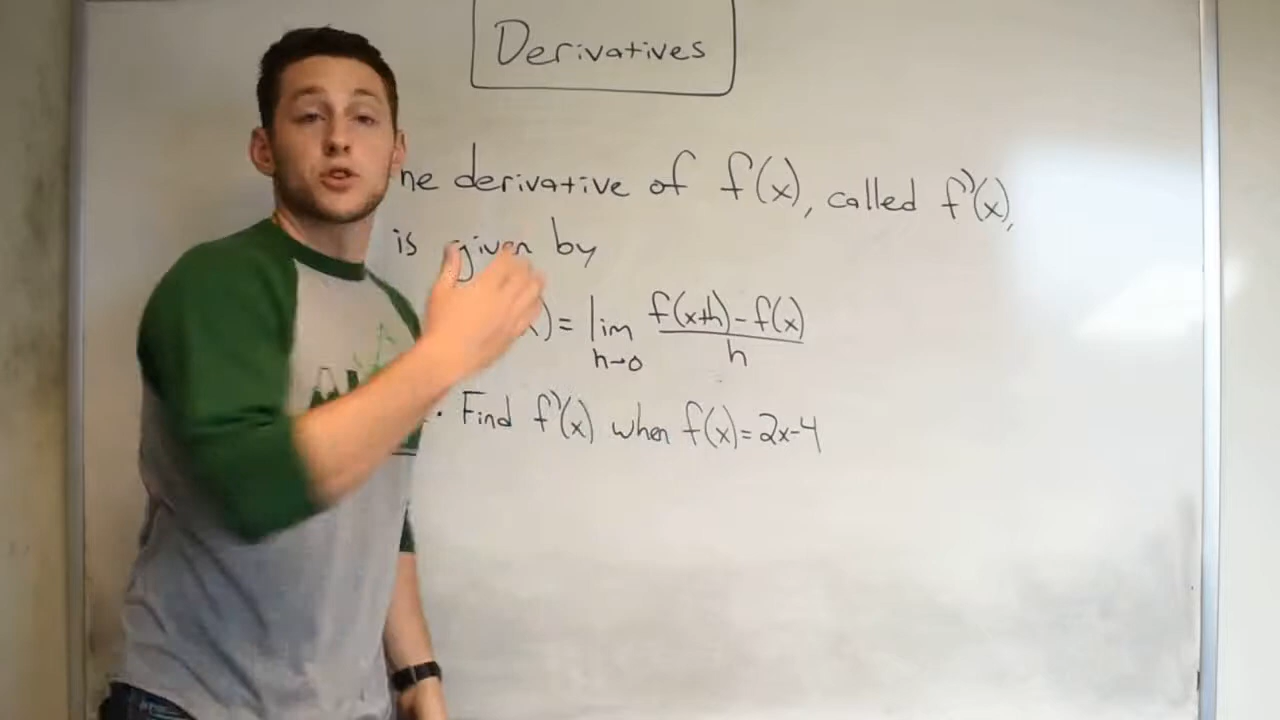 Derivatives
he derivative of f(x), called f'(x),
is given by
) = lim h→0 f(x+h)-f(x) / h
. Find f'(x) when f(x)=2x-4